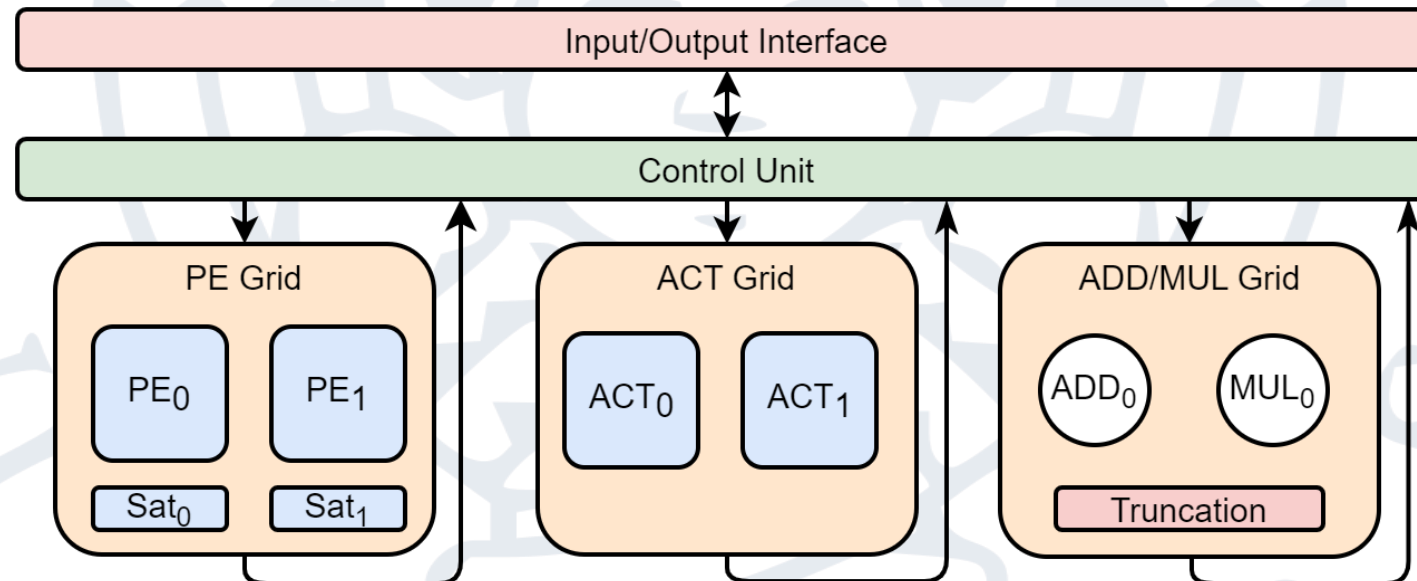 Input/Output Interface
Control Unit
PE Grid
ACT Grid
ADD/MUL Grid
PE0
PE1
ACT0
ACT1
ADD0
MUL0
Sat0
Sat1
Truncation